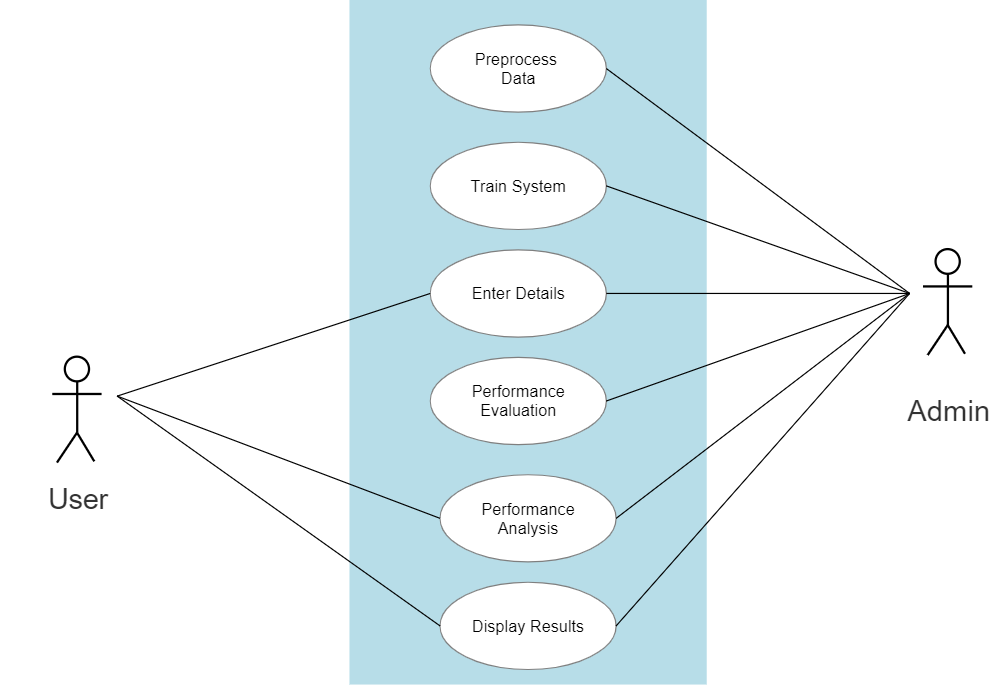 Preprocess
Data
Train System
Enter Details
Performance
Evaluation
Admin
User
Performance
Analysis
Display Results